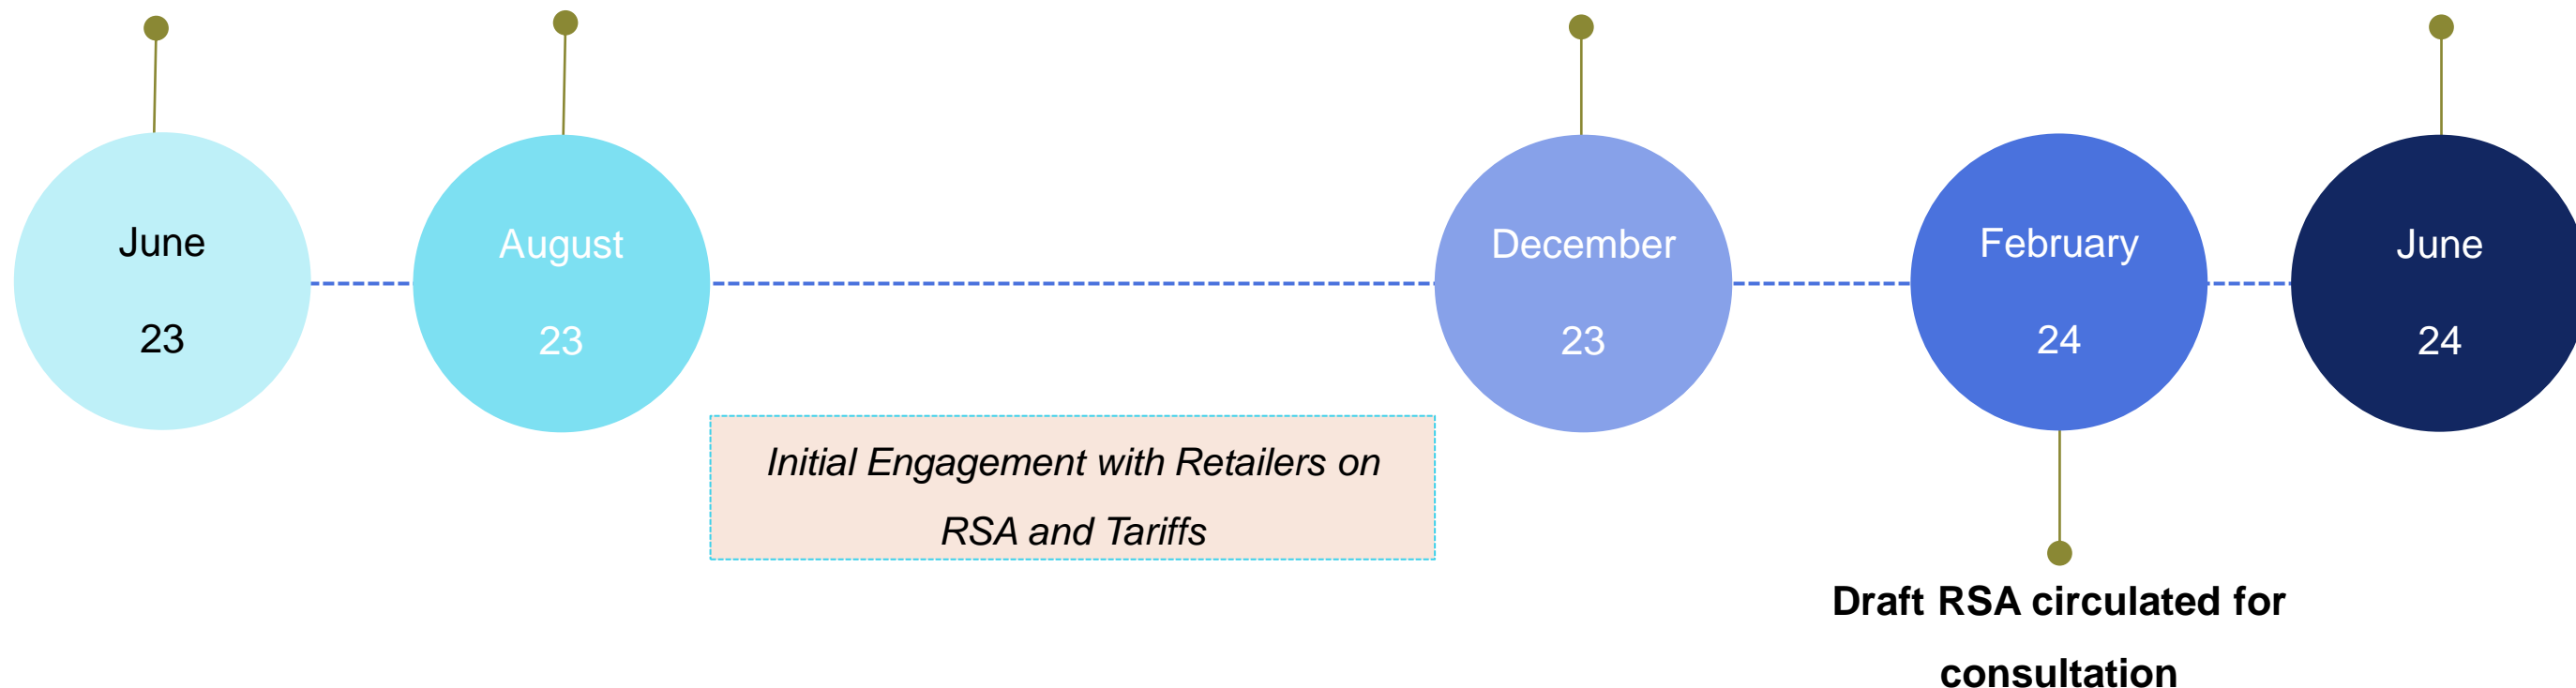 June
23
August
23
December
23
February
24
June
24
Initial Engagement with Retailers on
RSA and Tariffs
Draft RSA circulated for
consultation